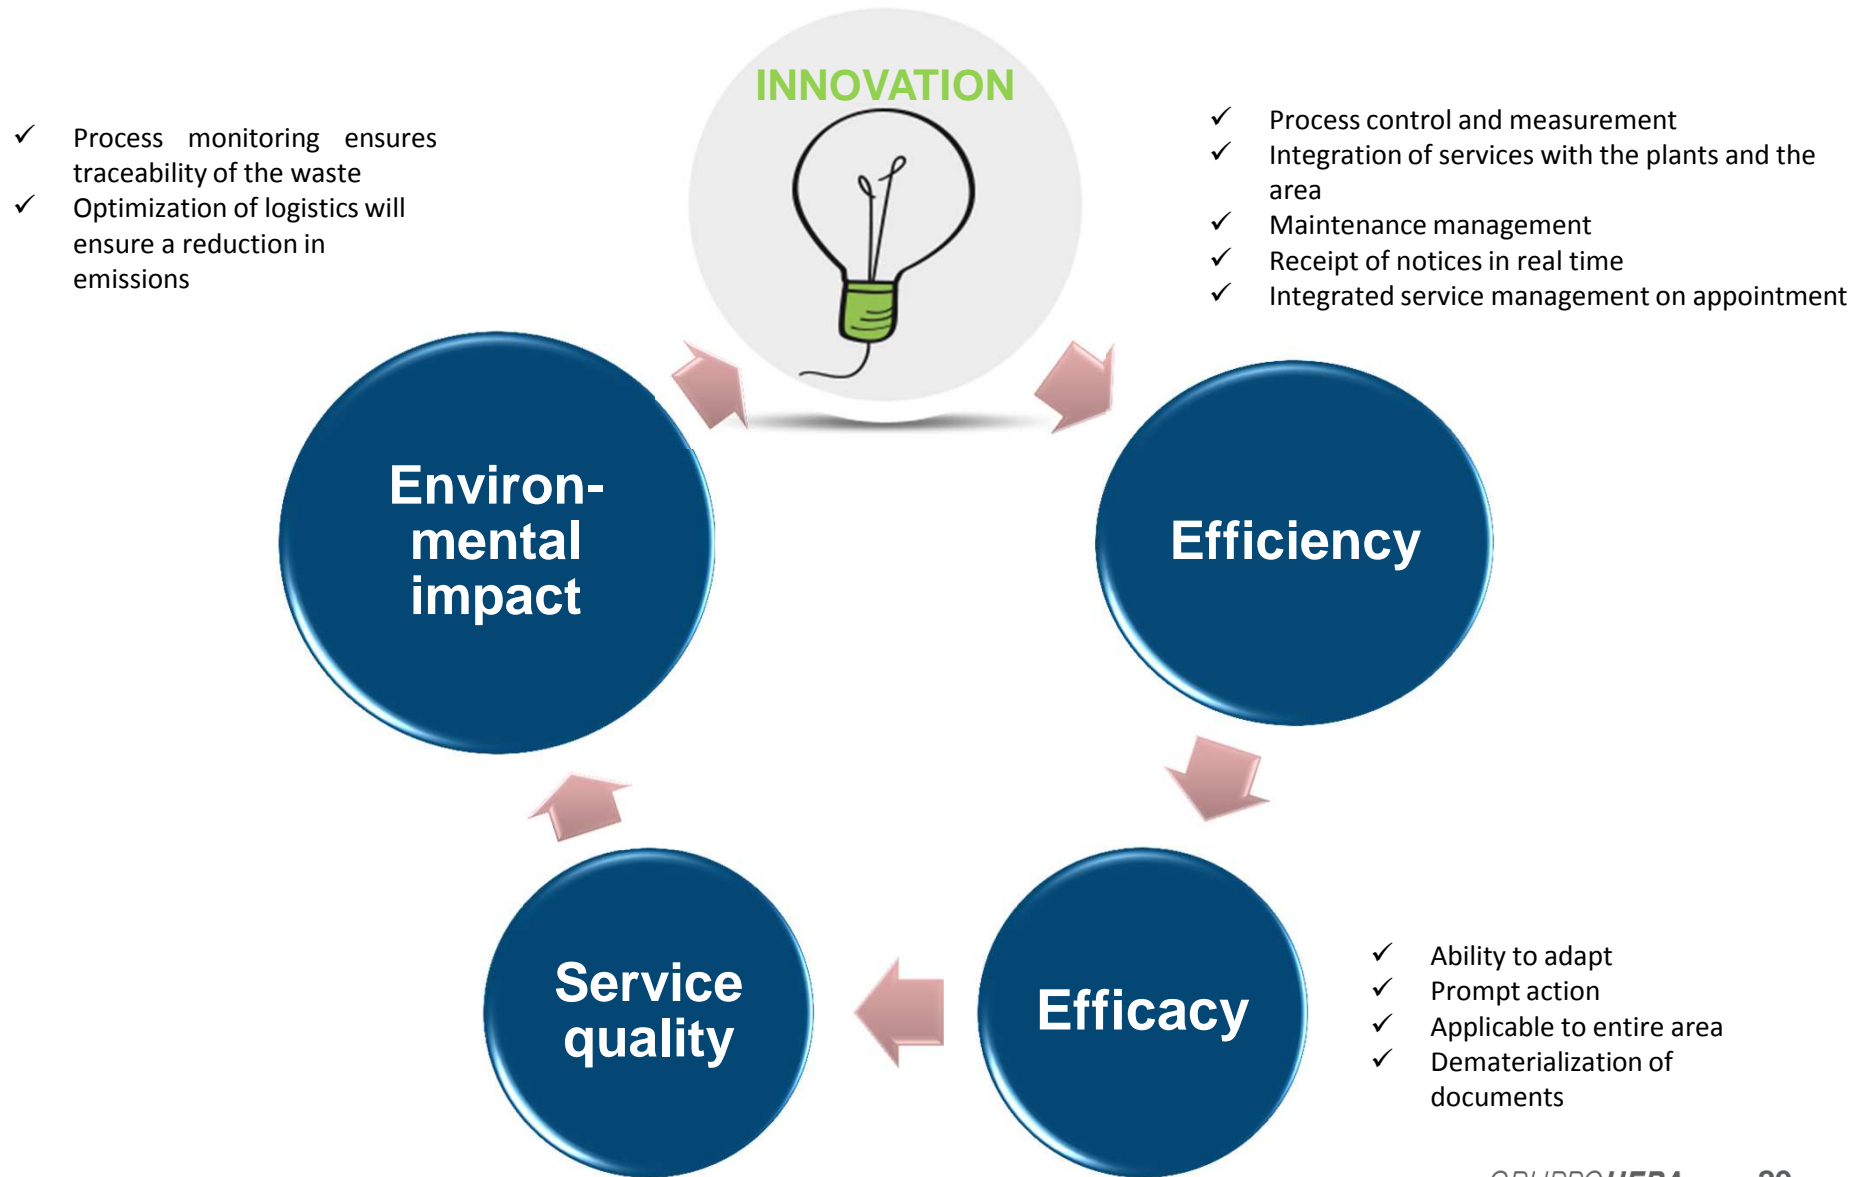 INNOVATION
✓ Process monitoring ensures
traceability of the waste
✓ Optimization of logistics will
ensure a reduction in
emissions
✓ Process control and measurement
✓ Integration of services with the plants and the
area
✓ Maintenance management
✓ Receipt of notices in real time
✓ Integrated service management on appointment
Environ-
mental
impact
Efficiency
Service
quality
Efficacy
✓ Ability to adapt
✓ Prompt action
✓ Applicable to entire area
✓ Dematerialization of
documents